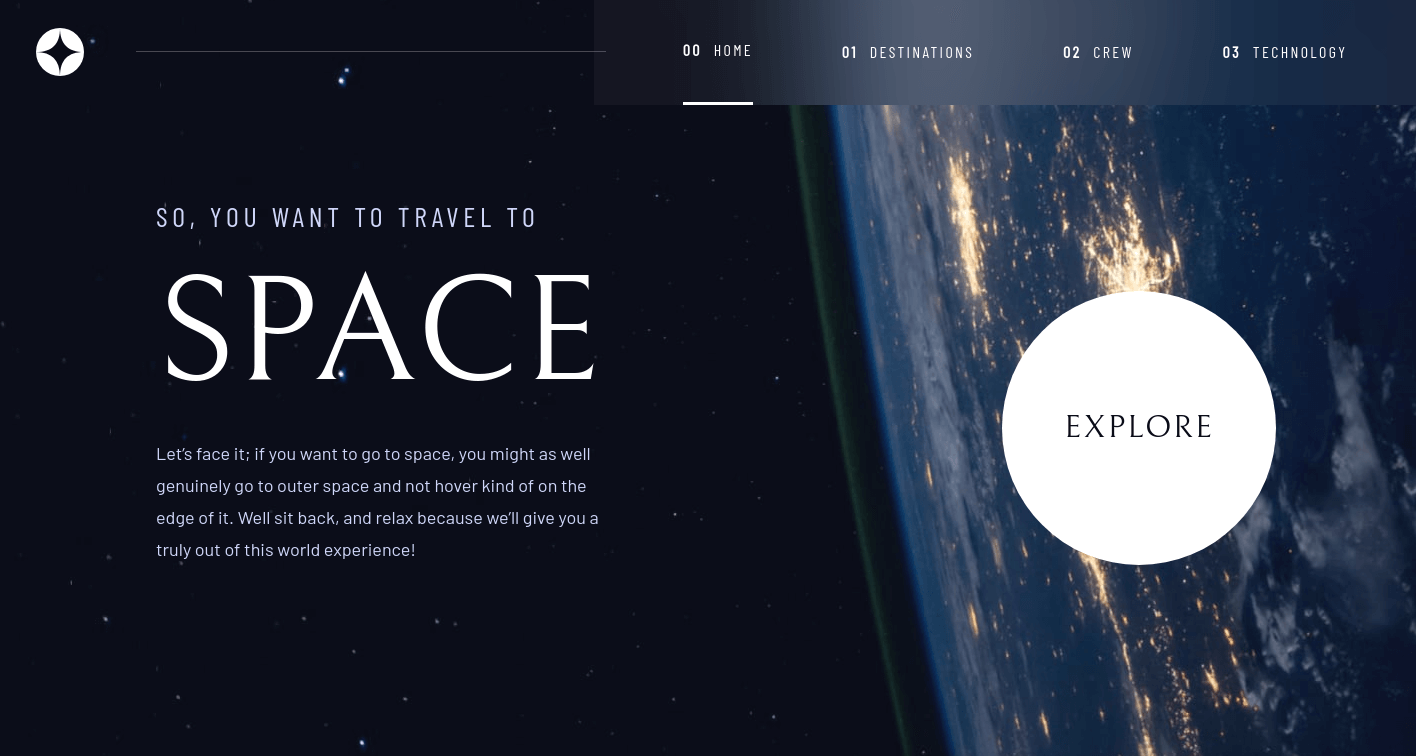 00 HOME 01 DESTINATIONS 02 CREW 03 TECHNOLOGY
SO, YOU WANT TO TRAVEL TO
SPACE
Let’s face it; if you want to go to space, you might as well
genuinely go to outer space and not hover kind of on the
edge of it. Well sit back, and relax because we’ll give you a
truly out of this world experience!
EXPLORE